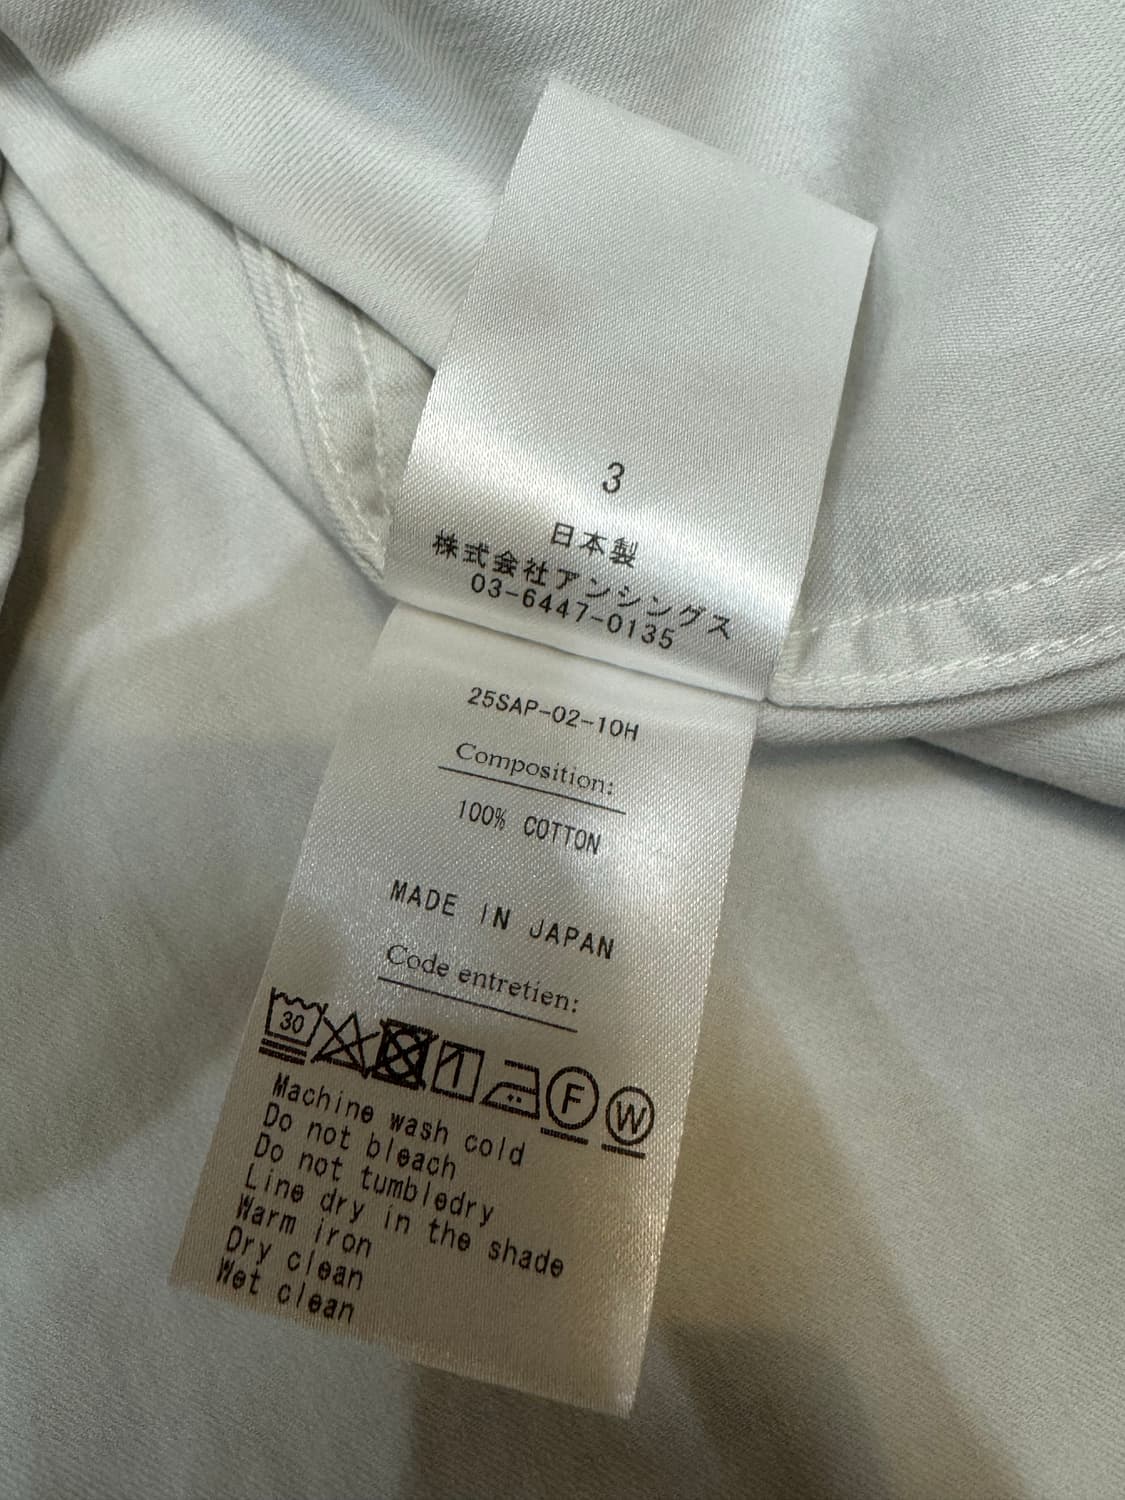 3
日本製
株式会社アンシングス
03-6447-0135
25SAP-02-10H
Composition:
100% COTTON
MADE IN JAPAN
Code entretien:
30
F
W
Machine wash cold
Do not bleach
Do not tumbledry
Line dry in the shade
Warm iron
Dry clean
Wet clean